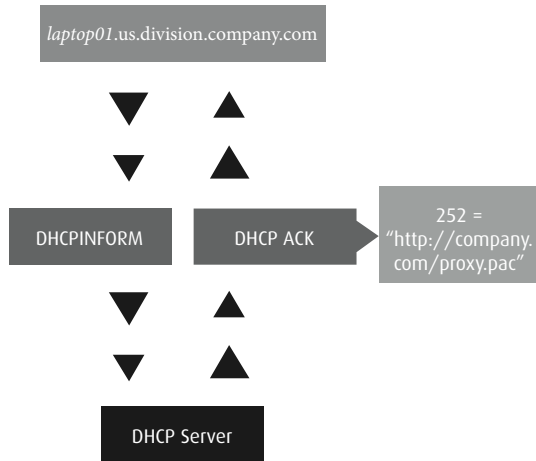 laptop01.us.division.company.com
DHCPINFORM
DHCP ACK
252 =
“http://company.
com/proxy.pac”
DHCP Server